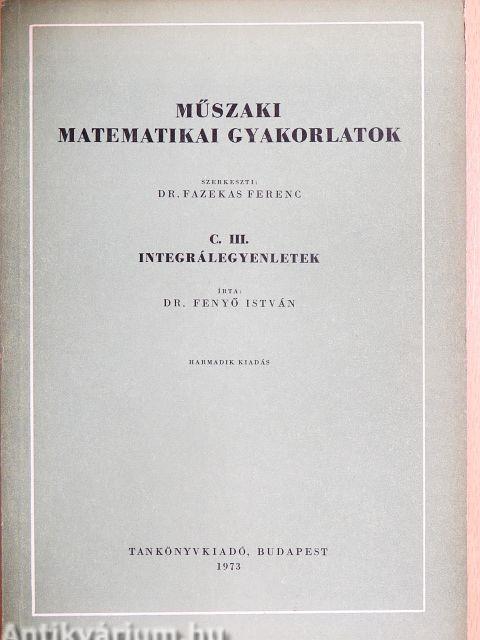 MŰSZAKI
MATEMATIKAI GYAKORLATOK
SZERKESZTI:
DR. FAZEKAS FERENC
C. III.
INTEGRÁLEGYENLETEK
ÍRTA:
DR. FENYŐ ISTVÁN
HARMADIK KIADÁS
TANKÖNYVKIADÓ, BUDAPEST
1973
Antikvárium.hu